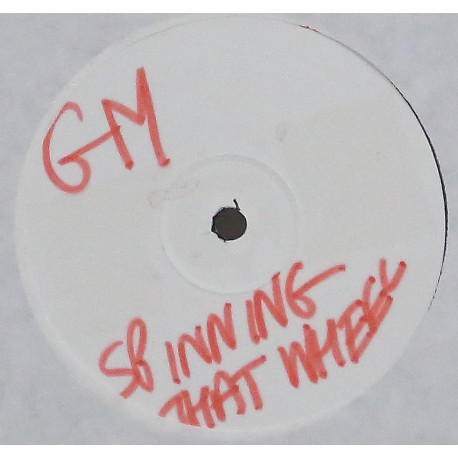 GM
SPINNING
THAT WHEEL